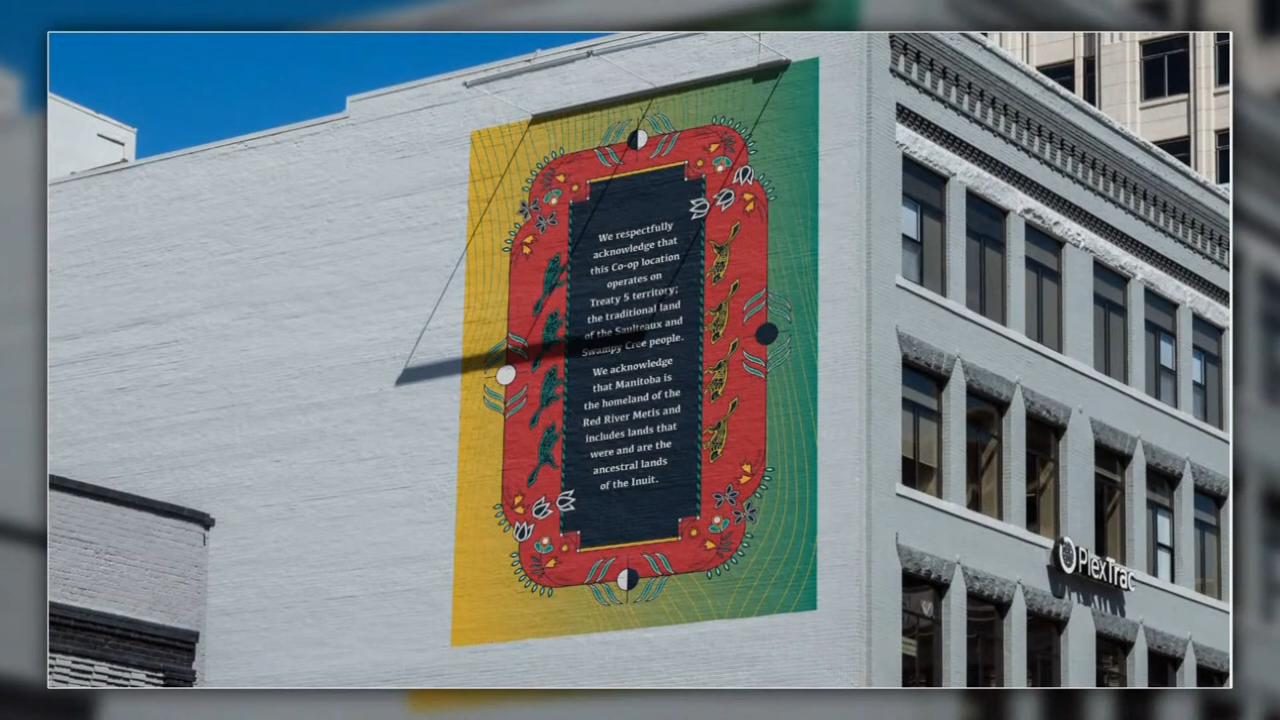 We respectfully
acknowledge that
this Co-op location
operates on
Treaty 5 territory;
the traditional land
of the Saulteaux and
Swampy Cree people.
We acknowledge
that Manitoba is
the homeland of the
Red River Metis and
includes lands that
were and are the
ancestral lands
of the Inuit.
PlexTrac